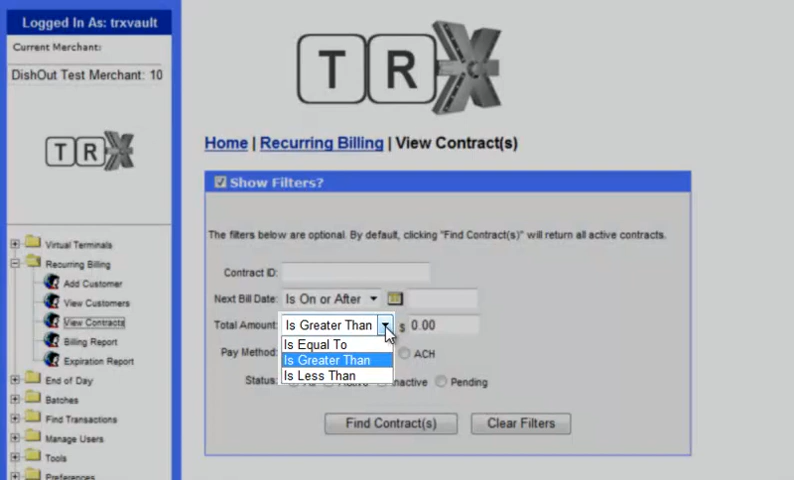 Logged In As: trxvault
Current Merchant:
DishOut Test Merchant: 10
TRX
TRX
Home | Recurring Billing | View Contract(s)
Show Filters?
The filters below are optional. By default, clicking "Find Contract(s)" will return all active contracts.
Contract ID:
Next Bill Date: Is On or After
Total Amount: Is Greater Than $ 0.00
Is Equal To
Is Greater Than
Is Less Than
Pay Method: ACH
Status: Inactive Pending
Find Contract(s) Clear Filters
Virtual Terminals
Recurring Billing
Add Customer
View Customers
View Contracts
Billing Report
Expiration Report
End of Day
Batches
Find Transactions
Manage Users
Tools
Preferences